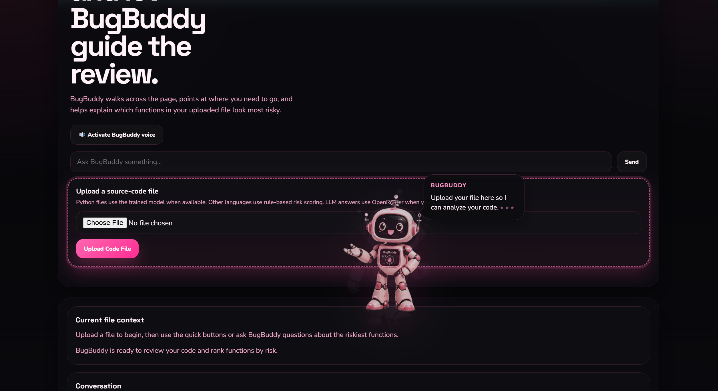 BugBuddy
guide the
review.
BugBuddy walks across the page, points at where you need to go, and
helps explain which functions in your uploaded file look most risky.
Activate BugBuddy voice
Ask BugBuddy something...
Send
BUGBUDDY
Upload your file here so I
can analyze your code.
Upload a source-code file
Python files use the trained model when available. Other languages use rule-based risk scoring. LLM answers use OpenRouter when
Choose File No file chosen
Upload Code File
BugBuddy
Current file context
Upload a file to begin, then use the quick buttons or ask BugBuddy questions about the riskiest functions.
BugBuddy is ready to review your code and rank functions by risk.
Conversation